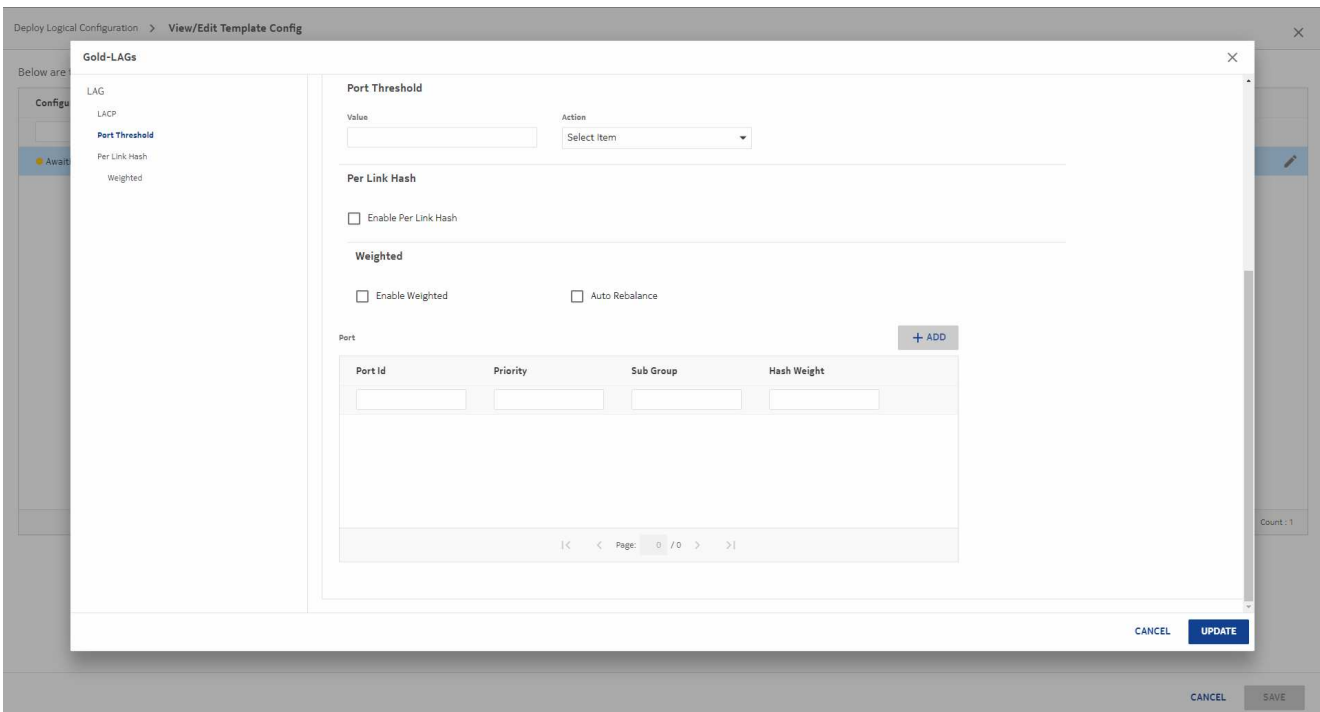 Deploy Logical Configuration > View/Edit Template Config
Gold-LAGs
Below are
Configu
Await
LAG
LACP
Port Threshold
Per Link Hash
Weighted
Port Threshold
Value Action
Select Item
Per Link Hash
Enable Per Link Hash
Weighted
Enable Weighted Auto Rebalance
Port + ADD
Port Id Priority Sub Group Hash Weight
Page: 0 / 0
Count : 1
CANCEL UPDATE
CANCEL SAVE